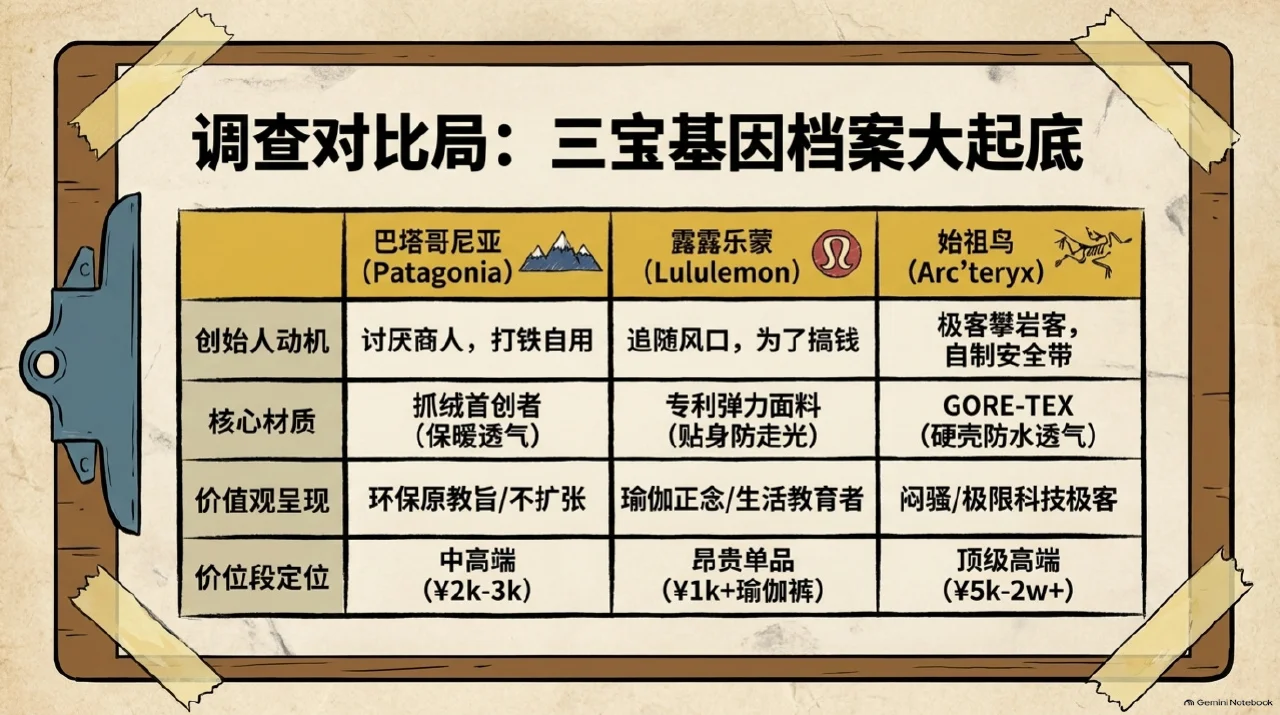 调查对比局：三宝基因档案大起底
巴塔哥尼亚
（Patagonia）
露露乐蒙
（Lululemon）
始祖鸟
（Arc'teryx）
创始人动机
讨厌商人，打铁自用
追随风口，为了搞钱
极客攀岩客，
自制安全带
核心材质
抓绒首创者
（保暖透气）
专利弹力面料
（贴身防走光）
GORE-TEX
（硬壳防水透气）
价值观呈现
环保原教旨/不扩张
瑜伽正念/生活教育者
闷骚/极限科技极客
价位段定位
中高端
（¥2k-3k）
昂贵单品
（¥1k+瑜伽裤）
顶级高端
（¥5k-2w+）
Gemini Notebook